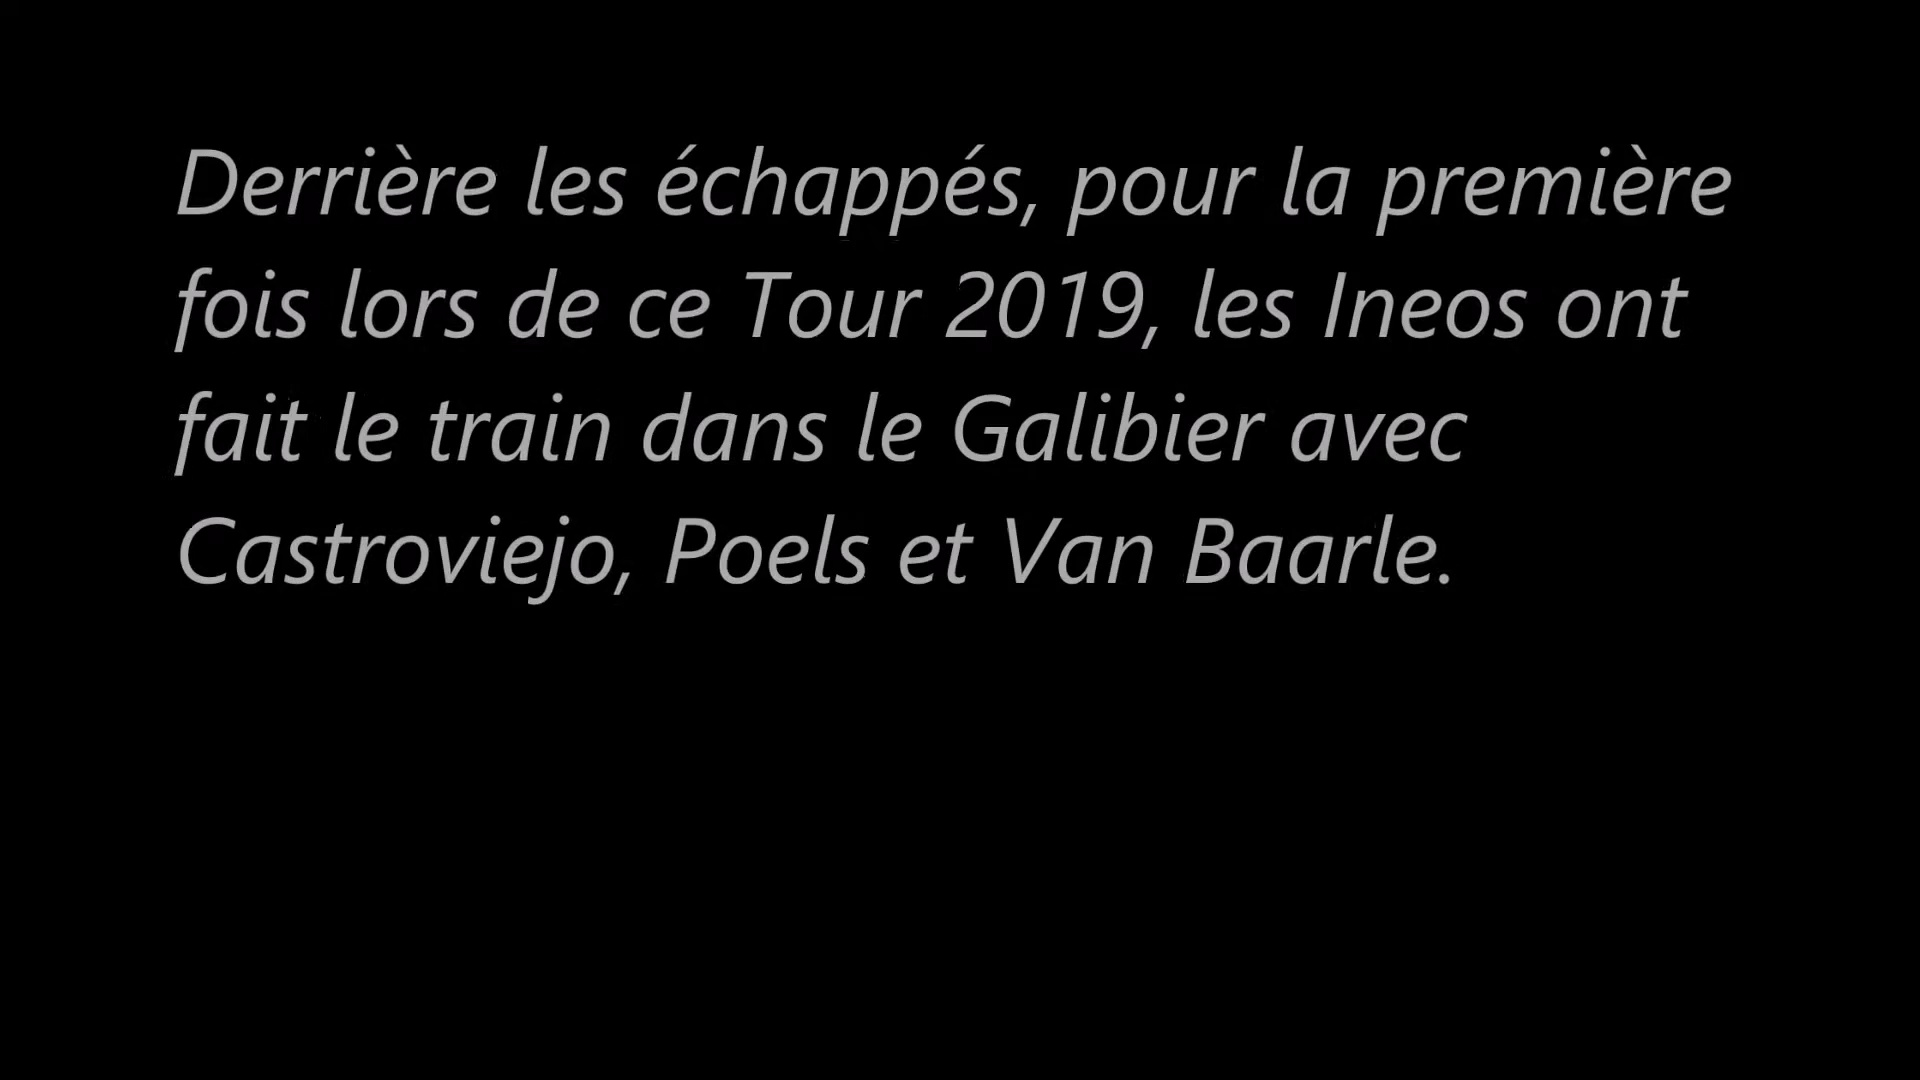 Derrière les échappés, pour la première
fois lors de ce Tour 2019, les Ineos ont
fait le train dans le Galibier avec
Castroviejo, Poels et Van Baarle.